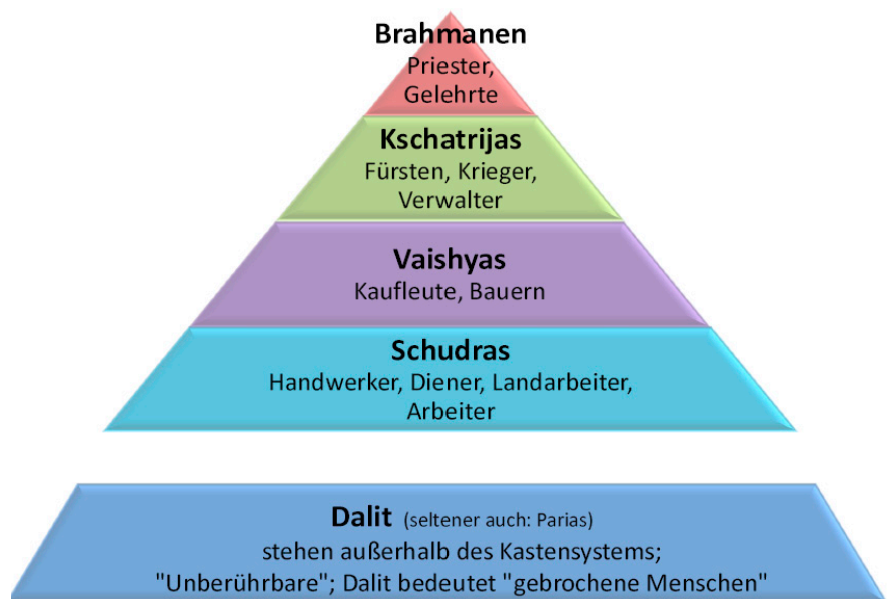 Brahmanen
Priester,
Gelehrte
Kschatrijas
Fürsten, Krieger,
Verwalter
Vaishyas
Kaufleute, Bauern
Schudras
Handwerker, Diener, Landarbeiter,
Arbeiter
Dalit (seltener auch: Parias)
stehen außerhalb des Kastensystems;
"Unberührbare"; Dalit bedeutet "gebrochene Menschen"